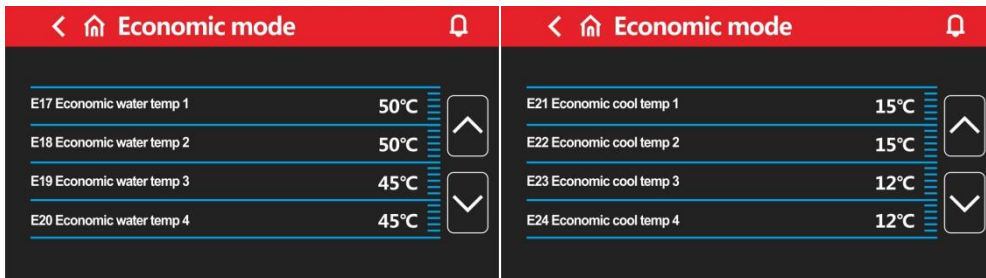 Economic mode
E17 Economic water temp 1 50℃
E18 Economic water temp 2 50℃
E19 Economic water temp 3 45℃
E20 Economic water temp 4 45℃
Economic mode
E21 Economic cool temp 1 15℃
E22 Economic cool temp 2 15℃
E23 Economic cool temp 3 12℃
E24 Economic cool temp 4 12℃